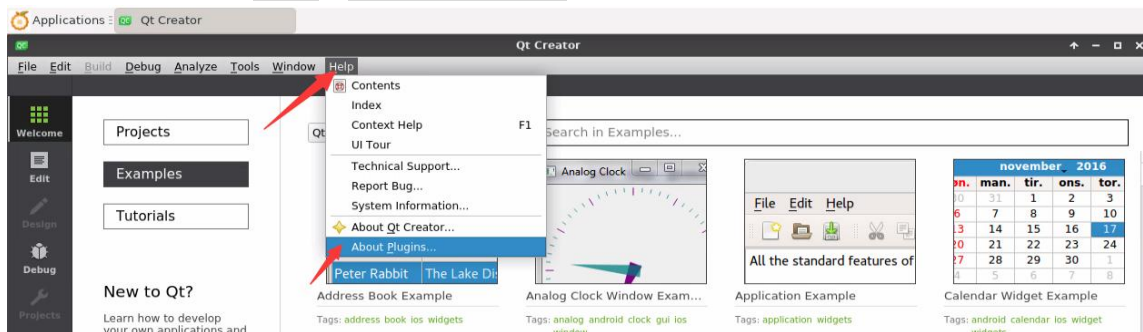 Applications
Qt Creator
Qt Creator
File Edit Build Debug Analyze Tools Window Help
Contents
Index
Context Help F1
UI Tour
Technical Support...
Report Bug...
System Information...
About Qt Creator...
About Plugins...
Welcome
Edit
Design
Debug
Projects
Projects
Examples
Tutorials
New to Qt?
Learn how to develop
your own applications and
Qt
Search in Examples...
Peter Rabbit The Lake Dis
Address Book Example
Tags: address book ios widgets
Analog Clock
Analog Clock Window Exam...
Tags: analog android clock gui ios
window
File Edit Help
All the standard features of
Application Example
Tags: application widgets
november 2016
øn. man. tir. ons. tor.
30 31 1 2 3
6 7 8 9 10
13 14 15 16 17
20 21 22 23 24
27 28 29 30 1
4 5 6 7 8
Calendar Widget Example
Tags: android calendar ios widget
widgets